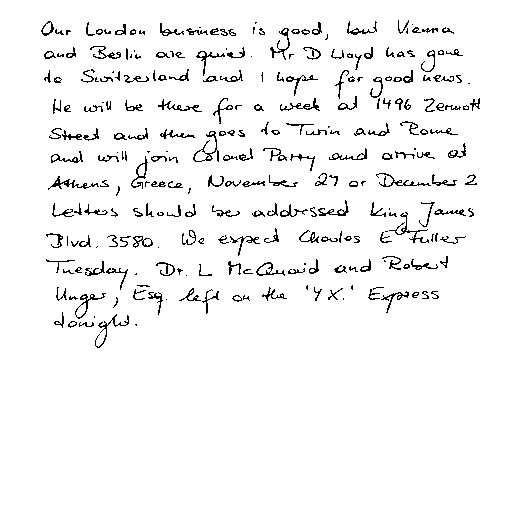 Our London business is good, but Vienna
and Berlin are quiet. Mr D Lloyd has gone
to Switzerland and I hope for good news.
He will be there for a week at 1496 Zermott
Street and then goes to Turin and Rome
and will join Colonel Parry and arrive at
Athens, Greece, November 27 or December 2
Letters should be addressed King James
Blvd. 3580. We expect Charles E Fuller
Tuesday. Dr. L McQuaid and Robert
Unger, Esq. left on the 'Y X.' Express
tonight.